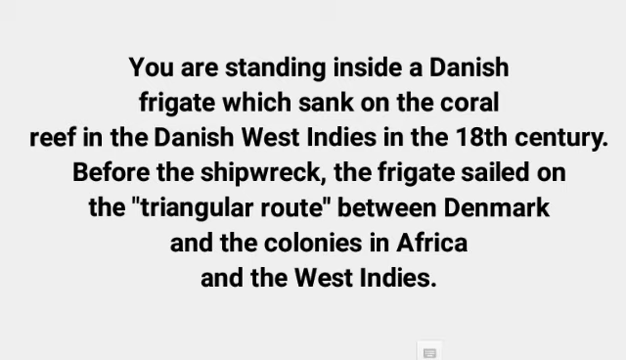 You are standing inside a Danish
frigate which sank on the coral
reef in the Danish West Indies in the 18th century.
Before the shipwreck, the frigate sailed on
the "triangular route" between Denmark
and the colonies in Africa
and the West Indies.